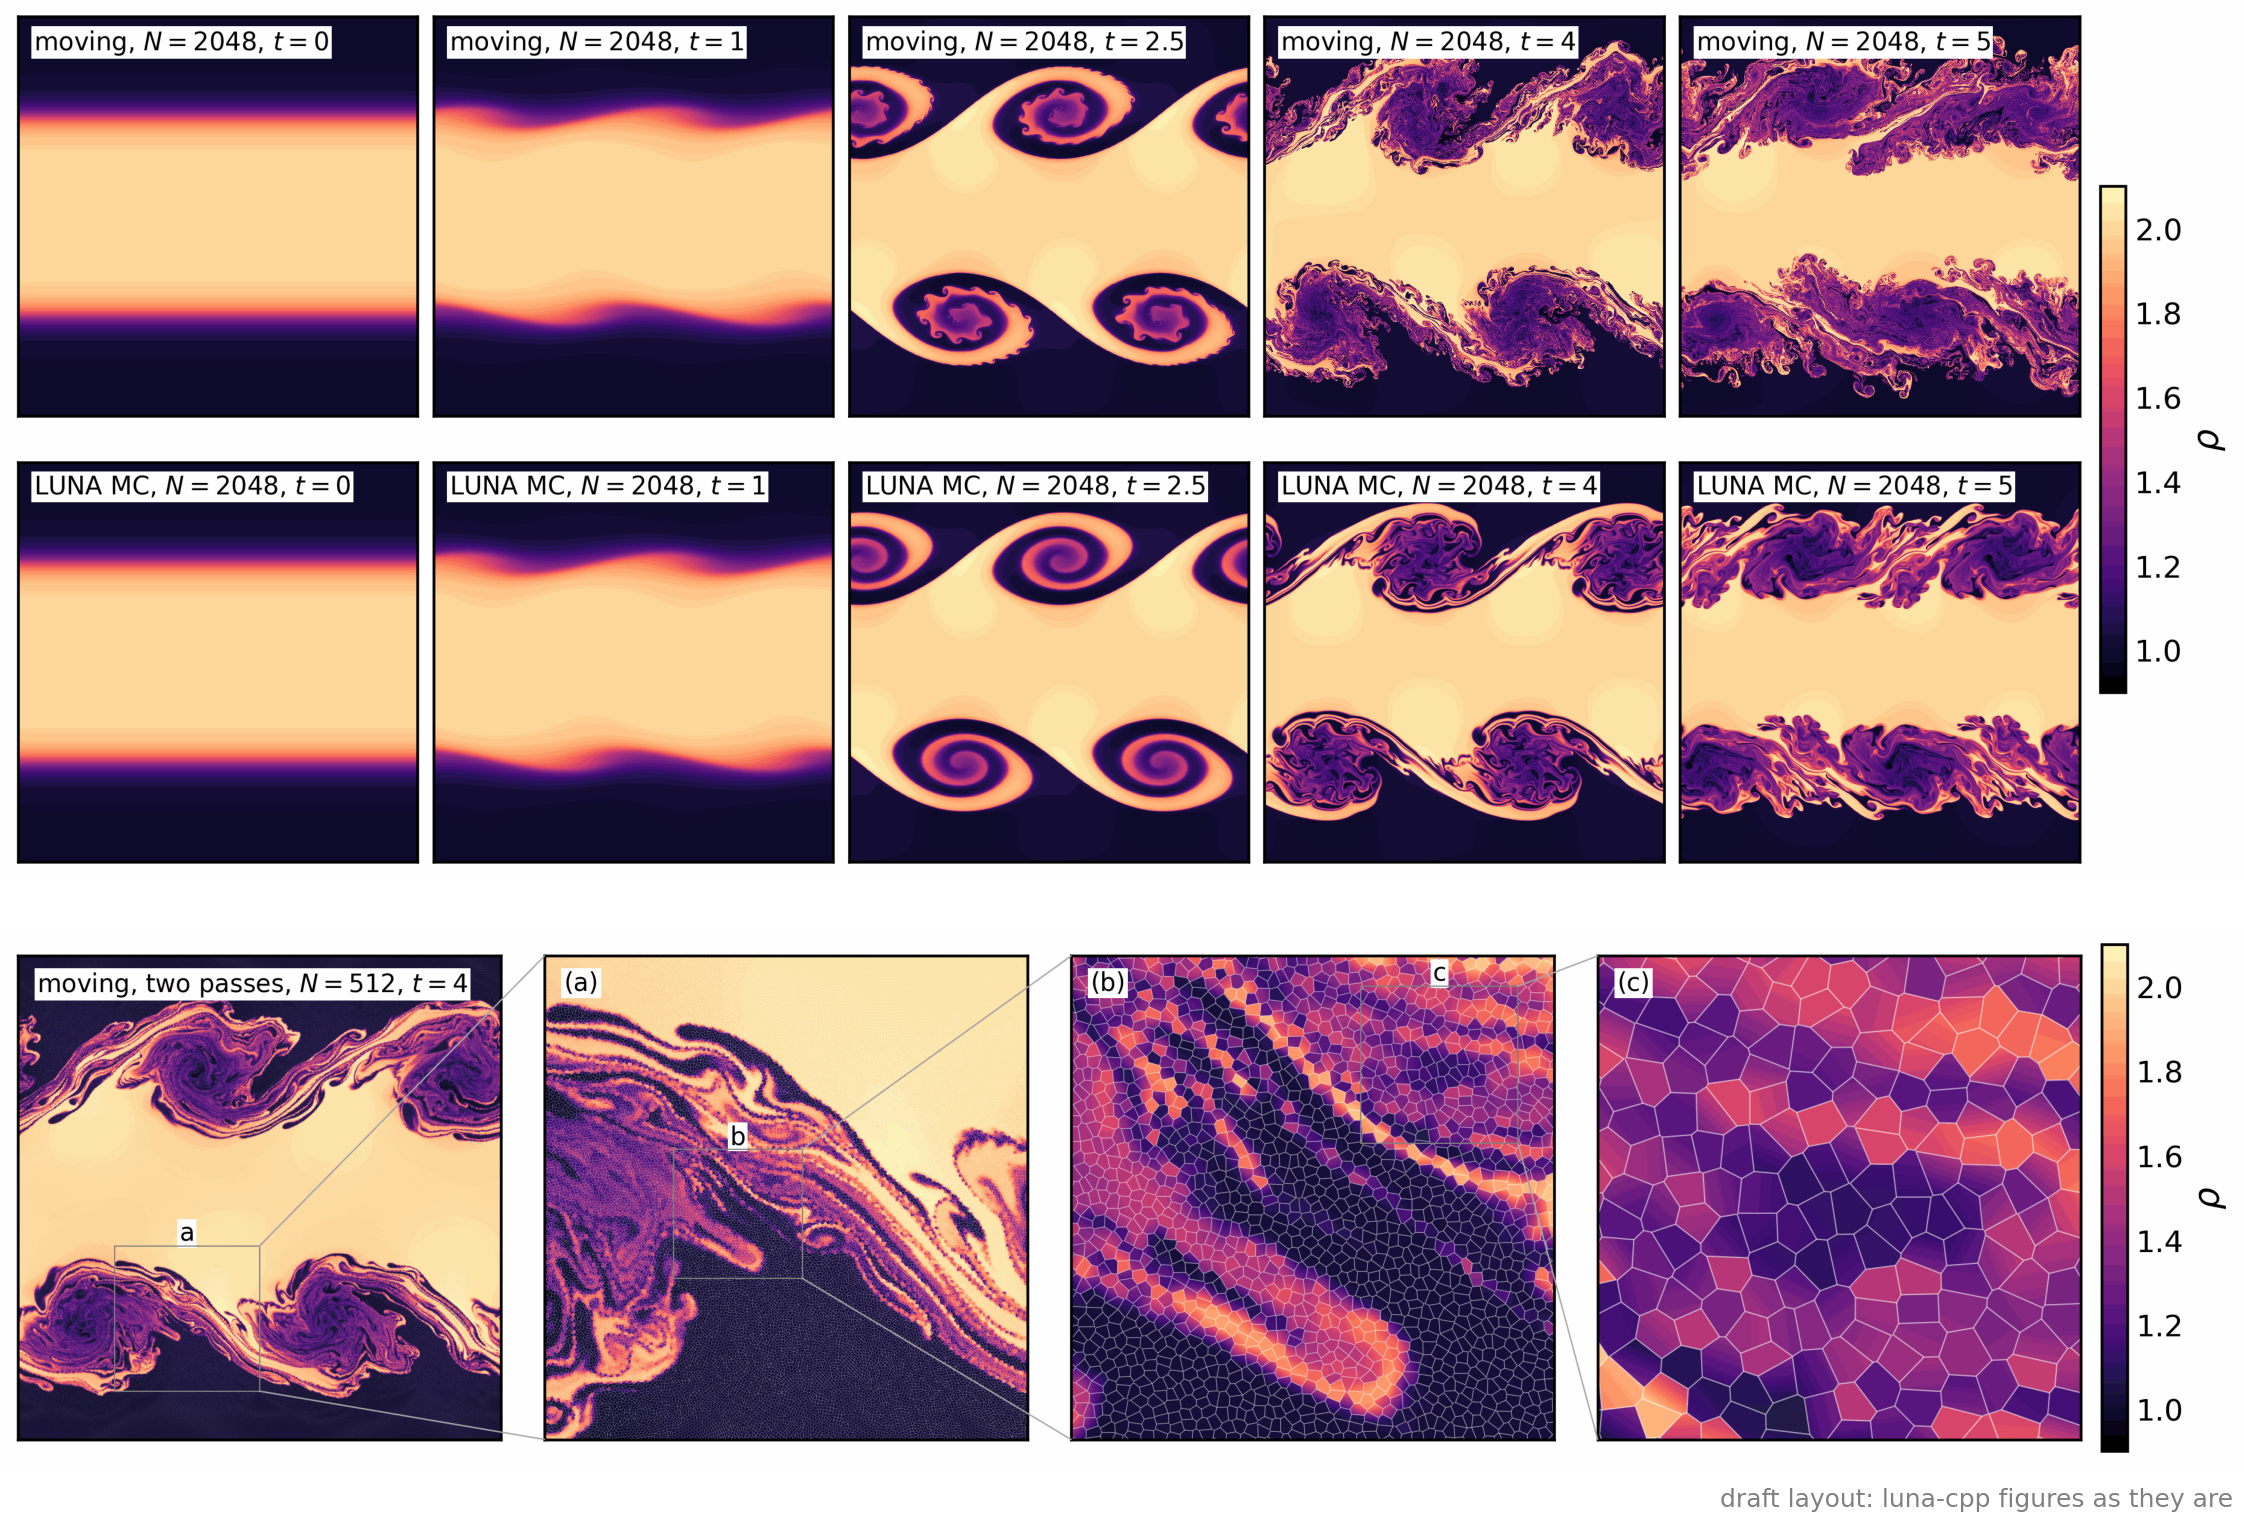 moving, N = 2048, t = 0
moving, N = 2048, t = 1
moving, N = 2048, t = 2.5
moving, N = 2048, t = 4
moving, N = 2048, t = 5
LUNA MC, N = 2048, t = 0
LUNA MC, N = 2048, t = 1
LUNA MC, N = 2048, t = 2.5
LUNA MC, N = 2048, t = 4
LUNA MC, N = 2048, t = 5
2.0
1.8
1.6
1.4
1.2
1.0
ρ
moving, two passes, N = 512, t = 4
a
(a)
b
(b)
c
(c)
2.0
1.8
1.6
1.4
1.2
1.0
ρ
draft layout: luna-cpp figures as they are